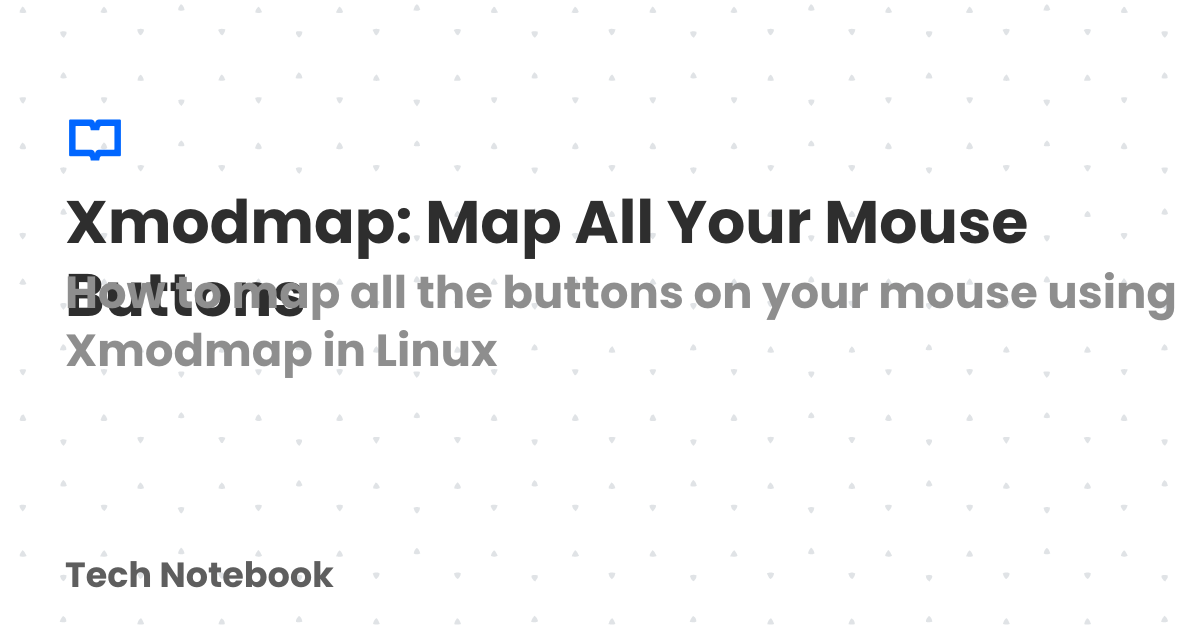 Xmodmap: Map All Your Mouse
Buttons
How to map all the buttons on your mouse using
Xmodmap in Linux
Tech Notebook